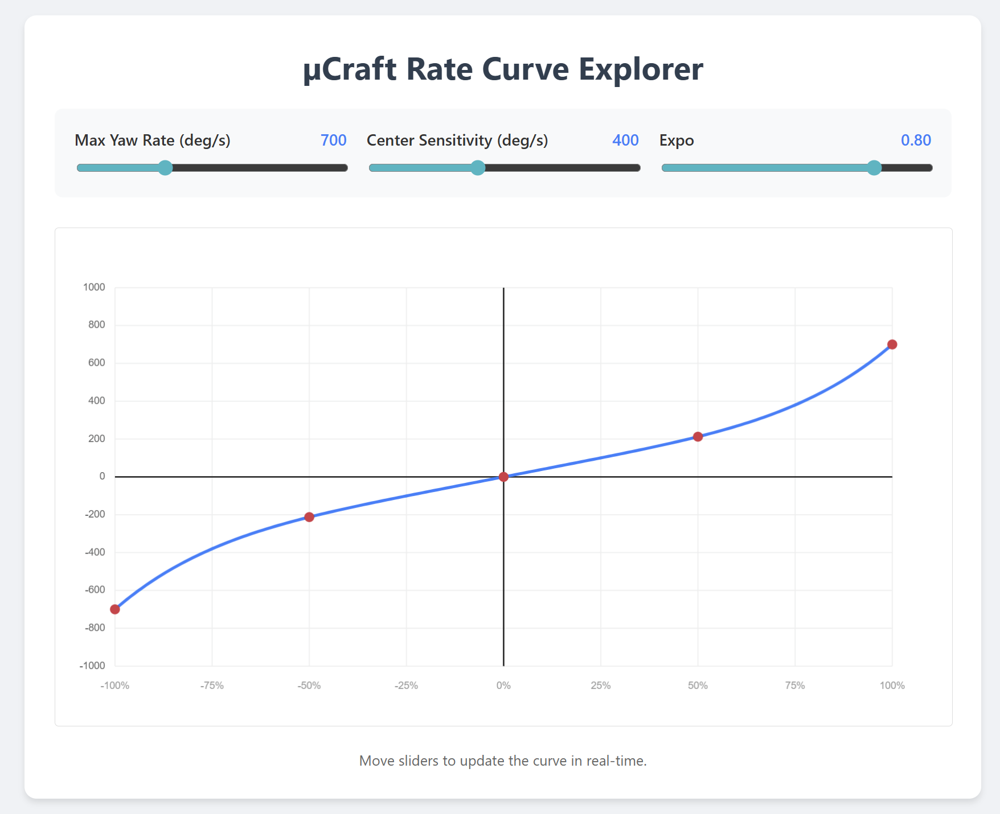 µCraft Rate Curve Explorer
Max Yaw Rate (deg/s) 700 Center Sensitivity (deg/s) 400 Expo 0.80
1000
800
600
400
200
0
-200
-400
-600
-800
-1000
-100% -75% -50% -25% 0% 25% 50% 75% 100%
Move sliders to update the curve in real-time.